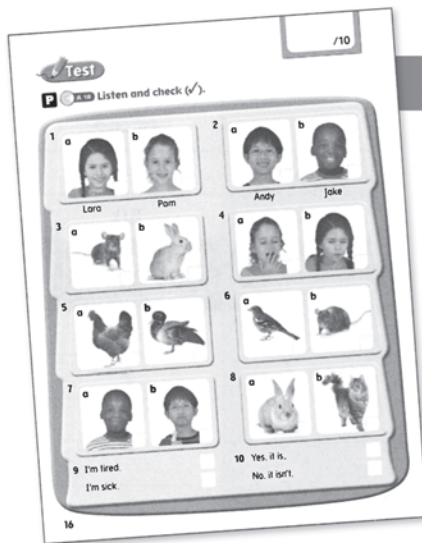 /10
Test
P A 18 Listen and check (✓).
1 a b
Lara Pam
2 a b
Andy Jake
3 a b
4 a b
5 a b
6 a b
7 a b
8 a b
9 I'm tired.
I'm sick.
10 Yes, it is.
No, it isn't.
16